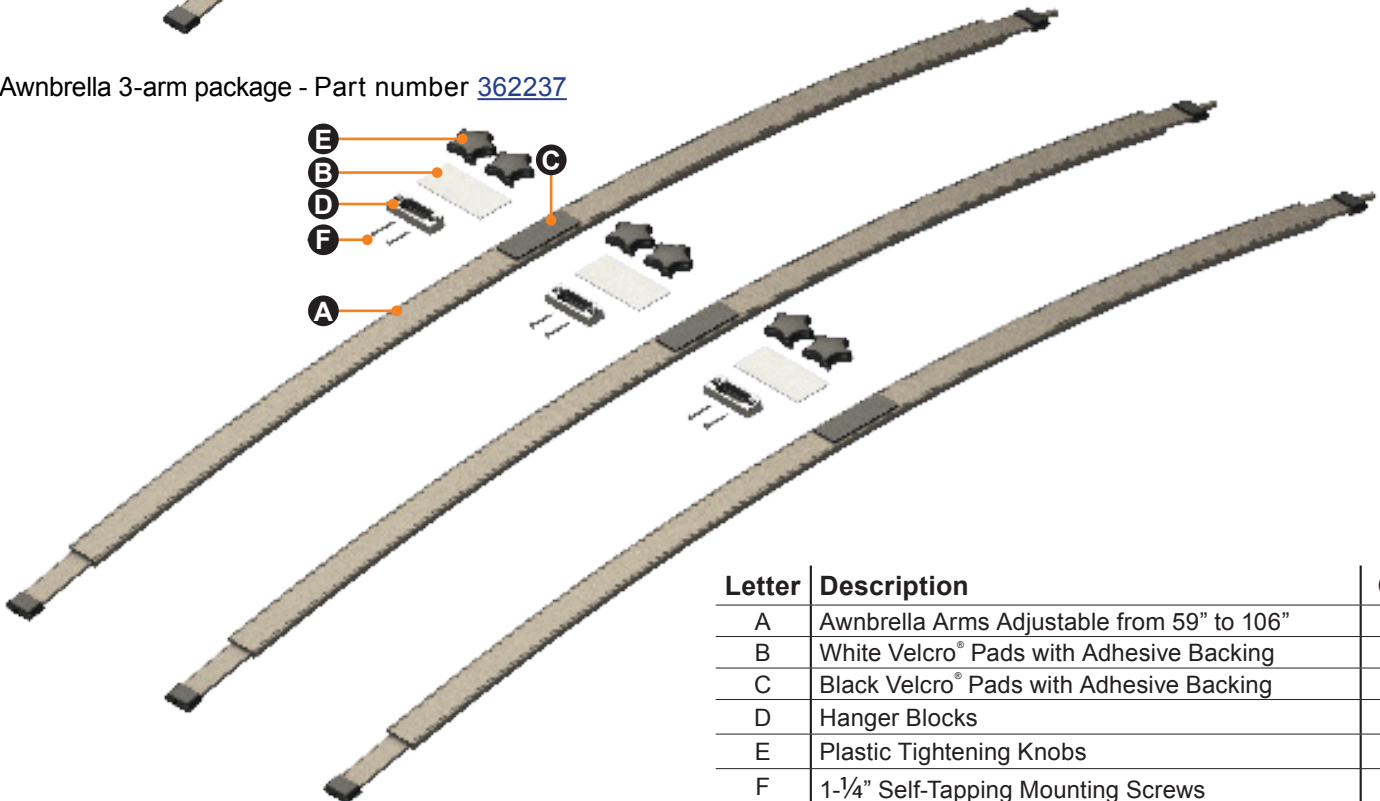 Awnbrella 3-arm package - Part number 362237
E
B
C
D
F
A
Letter Description
A Awnbrella Arms Adjustable from 59” to 106”
B White Velcro® Pads with Adhesive Backing
C Black Velcro® Pads with Adhesive Backing
D Hanger Blocks
E Plastic Tightening Knobs
F 1-¼” Self-Tapping Mounting Screws